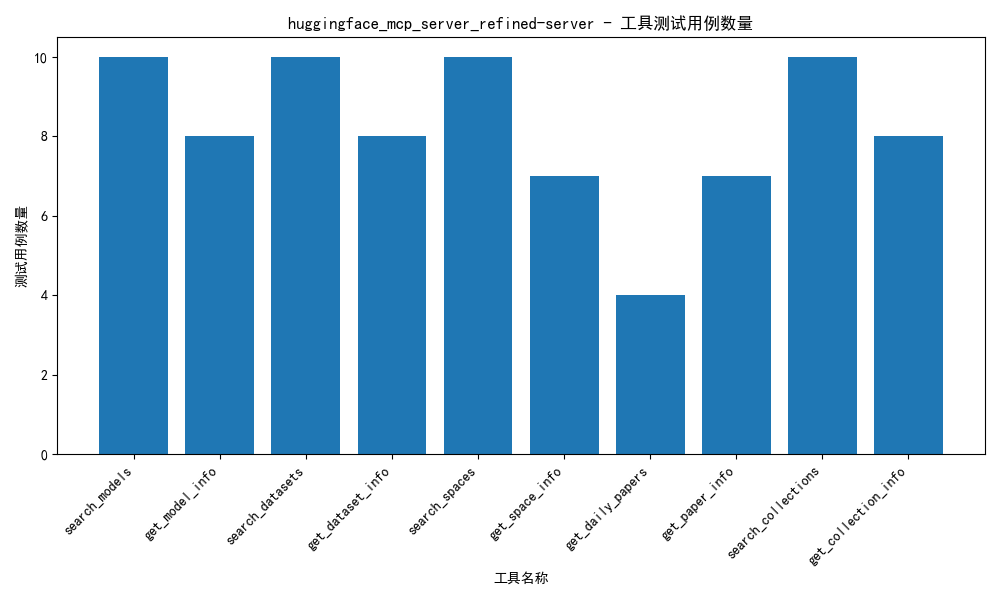 huggingface_mcp_server_refined-server - 工具测试用例数量
测试用例数量
10
8
6
4
2
0
search_models
get_model_info
search_datasets
get_dataset_info
search_spaces
get_space_info
get_daily_papers
get_paper_info
search_collections
get_collection_info
工具名称